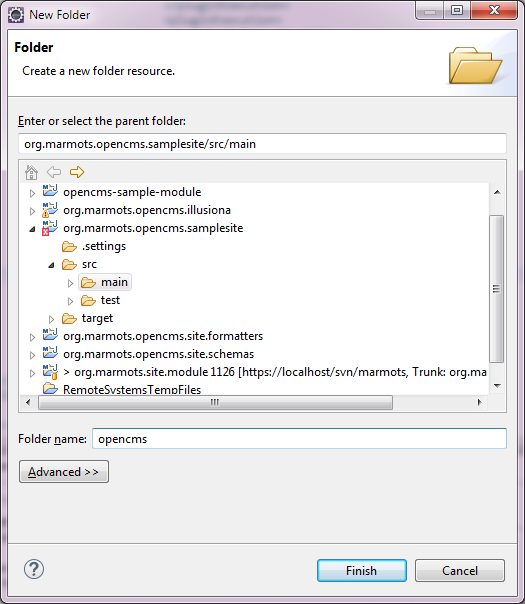 New Folder
Folder
Create a new folder resource.
Enter or select the parent folder:
org.marmots.opencms.samplesite/src/main
opencms-sample-module
org.marmots.opencms.illusiona
org.marmots.opencms.samplesite
.settings
src
main
test
target
org.marmots.opencms.site.formatters
org.marmots.opencms.site.schemas
> org.marmots.site.module 1126 [https://localhost/svn/marmots, Trunk: org.ma
RemoteSystemsTempFiles
Folder name: opencms
Advanced >>
Finish Cancel